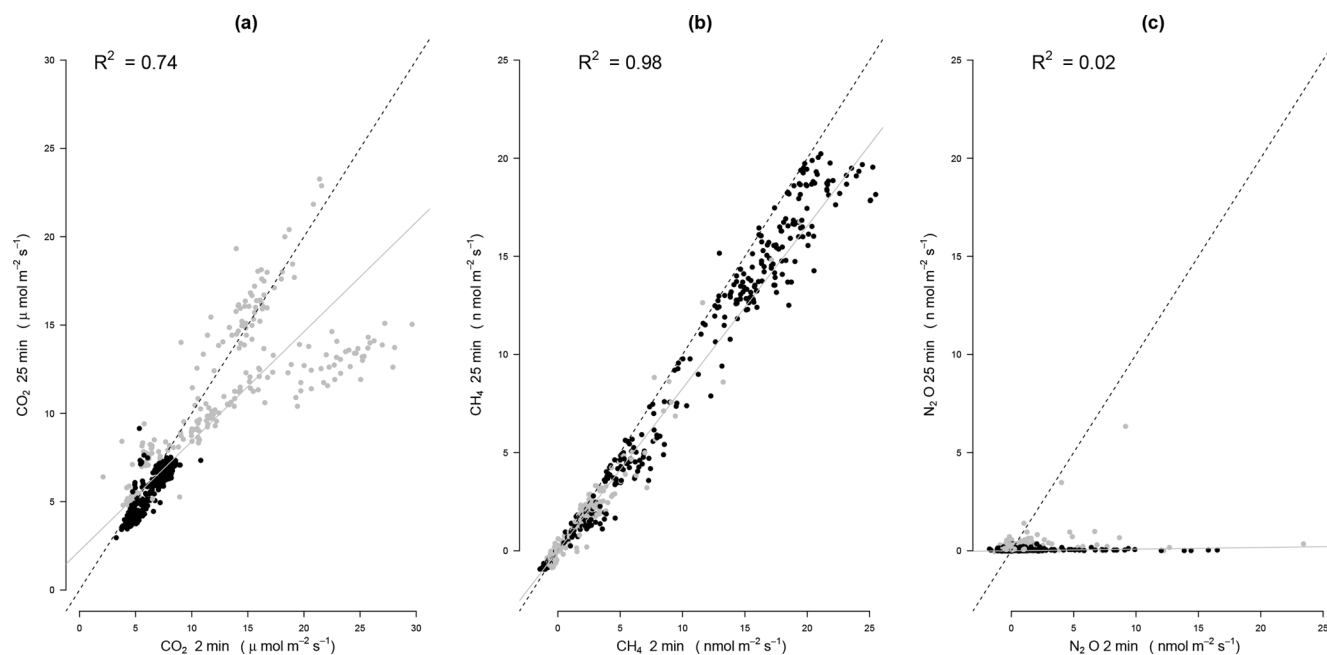 (a)
R² = 0.74
30
25
20
15
10
5
0
CO₂ 25 min ( μ mol m⁻² s⁻¹)
0 5 10 15 20 25 30
CO₂ 2 min ( μ mol m⁻² s⁻¹)
(b)
R² = 0.98
25
20
15
10
5
0
CH₄ 25 min ( n mol m⁻² s⁻¹)
0 5 10 15 20 25
CH₄ 2 min ( nmol m⁻² s⁻¹)
(c)
R² = 0.02
25
20
15
10
5
0
N₂ O 25 min ( n mol m⁻² s⁻¹)
0 5 10 15 20 25
N₂ O 2 min ( nmol m⁻² s⁻¹)